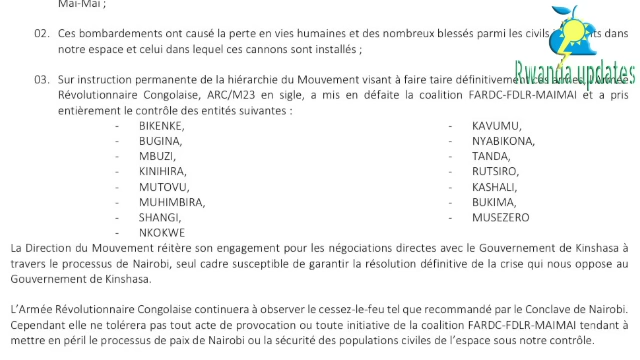 Mai-Mai ;
02. Ces bombardements ont causé la perte en vies humaines et des nombreux blessés parmi les civils dans
notre espace et celui dans lequel ces cannons sont installés ;
Rwanda updates
03. Sur instruction permanente de la hiérarchie du Mouvement visant à faire taire définitivement ces armes, l'Armée
Révolutionnaire Congolaise, ARC/M23 en sigle, a mis en défaite la coalition FARDC-FDLR-MAIMAI et a pris
entièrement le contrôle des entités suivantes :
- BIKENKE,
- BUGINA,
- MBUZI,
- KINIHIRA,
- MUTOVU,
- MUHIMBIRA,
- SHANGI,
- NKOKWE
- KAVUMU,
- NYABIKONA,
- TANDA,
- RUTSIRO,
- KASHALI,
- BUKIMA,
- MUSEZERO
La Direction du Mouvement réitère son engagement pour les négociations directes avec le Gouvernement de Kinshasa à
travers le processus de Nairobi, seul cadre susceptible de garantir la résolution définitive de la crise qui nous oppose au
Gouvernement de Kinshasa.
L'Armée Révolutionnaire Congolaise continuera à observer le cessez-le-feu tel que recommandé par le Conclave de Nairobi.
Cependant elle ne tolérera pas tout acte de provocation ou toute initiative de la coalition FARDC-FDLR-MAIMAI tendant à
mettre en péril le processus de paix de Nairobi ou la sécurité des populations civiles de l'espace sous notre contrôle.